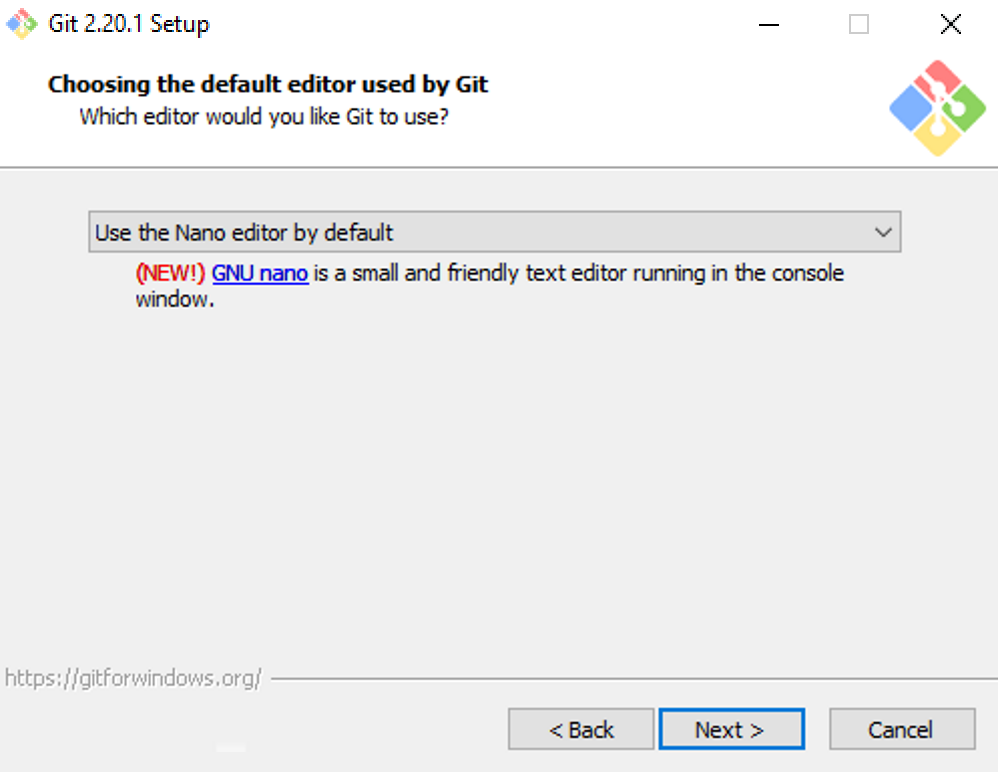 Git 2.20.1 Setup
Choosing the default editor used by Git
Which editor would you like Git to use?
Use the Nano editor by default
(NEW!) GNU nano is a small and friendly text editor running in the console
window.
https://gitforwindows.org/
< Back Next > Cancel